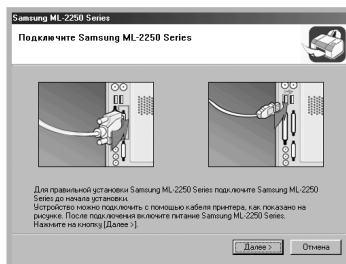 Samsung ML-2250 Series
Подключите Samsung ML-2250 Series
Для правильной установки Samsung ML-2250 Series подключите Samsung ML-2250
Series до начала установки.
Устройство можно подключить с помощью кабеля принтера, как показано на
рисунке. После подключения включите питание Samsung ML-2250 Series.
Нажмите на кнопку [Далее >].
Далее >
Отмена